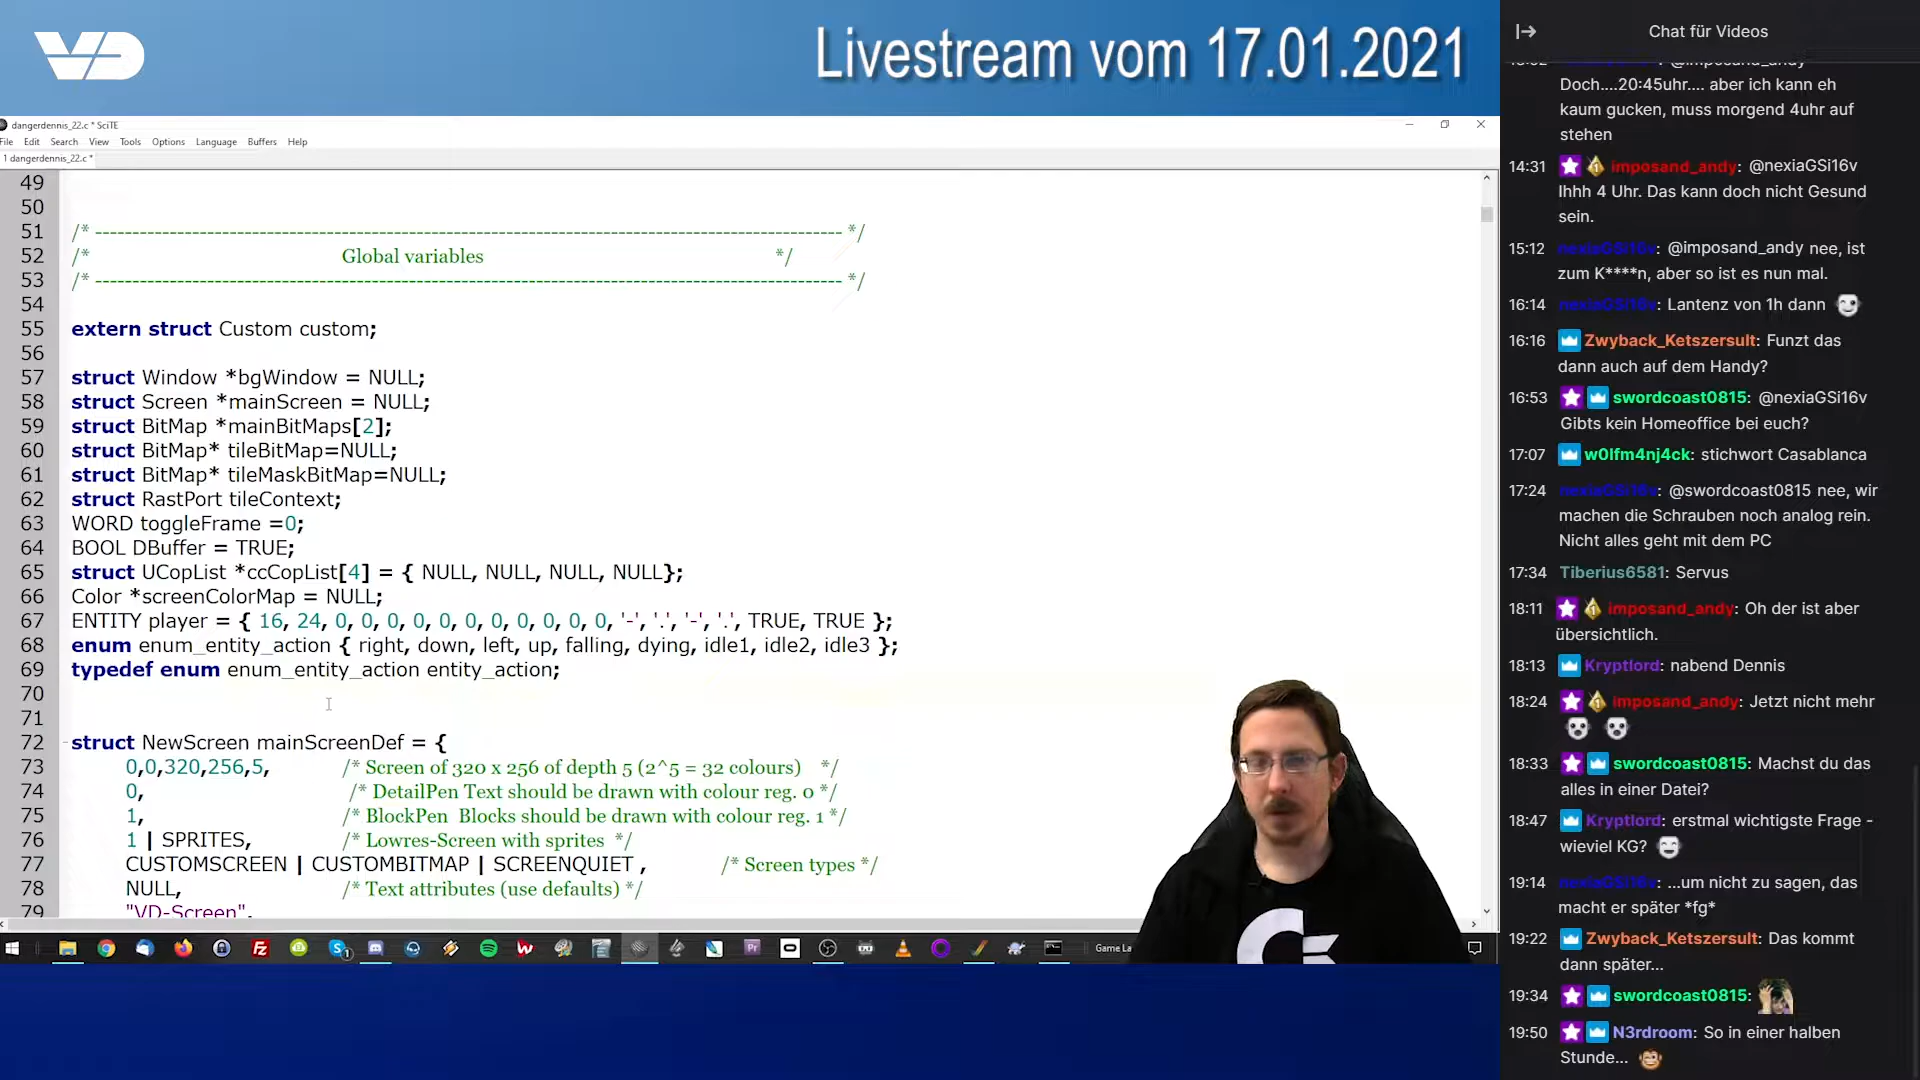 VD
Livestream vom 17.01.2021
dangerdennis_22.c * SciTE
File Edit Search View Tools Options Language Buffers Help
1 dangerdennis_22.c *
49
50
51 /* ---------------------------------------------------------------------------------------------------- */
52 /* Global variables */
53 /* ---------------------------------------------------------------------------------------------------- */
54
55 extern struct Custom custom;
56
57 struct Window *bgWindow = NULL;
58 struct Screen *mainScreen = NULL;
59 struct BitMap *mainBitMaps[2];
60 struct BitMap* tileBitMap=NULL;
61 struct BitMap* tileMaskBitMap=NULL;
62 struct RastPort tileContext;
63 WORD toggleFrame =0;
64 BOOL DBuffer = TRUE;
65 struct UCopList *ccCopList[4] = { NULL, NULL, NULL, NULL};
66 Color *screenColorMap = NULL;
67 ENTITY player = { 16, 24, 0, 0, 0, 0, 0, 0, 0, 0, 0, 0, 0, '-', '.', '-', '.', TRUE, TRUE };
68 enum enum_entity_action { right, down, left, up, falling, dying, idle1, idle2, idle3 };
69 typedef enum enum_entity_action entity_action;
70
71
72 struct NewScreen mainScreenDef = {
73 0,0,320,256,5, /* Screen of 320 x 256 of depth 5 (2^5 = 32 colours) */
74 0, /* DetailPen Text should be drawn with colour reg. 0 */
75 1, /* BlockPen Blocks should be drawn with colour reg. 1 */
76 1 | SPRITES, /* Lowres-Screen with sprites */
77 CUSTOMSCREEN | CUSTOMBITMAP | SCREENQUIET , /* Screen types */
78 NULL, /* Text attributes (use defaults) */
79 "VD-Screen",
Game La
Chat für Videos
@imposand_andy
Doch....20:45uhr.... aber ich kann eh
kaum gucken, muss morgend 4uhr auf
stehen
14:31 imposand_andy: @nexiaGSi16v
Ihhh 4 Uhr. Das kann doch nicht Gesund
sein.
15:12 nexiaGSi16v: @imposand_andy nee, ist
zum K****n, aber so ist es nun mal.
16:14 nexiaGSi16v: Lantenz von 1h dann
16:16 Zwyback_Ketszersult: Funzt das
dann auch auf dem Handy?
16:53 swordcoast0815: @nexiaGSi16v
Gibts kein Homeoffice bei euch?
17:07 w0lfm4nj4ck: stichwort Casablanca
17:24 nexiaGSi16v: @swordcoast0815 nee, wir
machen die Schrauben noch analog rein.
Nicht alles geht mit dem PC
17:34 Tiberius6581: Servus
18:11 imposand_andy: Oh der ist aber
übersichtlich.
18:13 Kryptlord: nabend Dennis
18:24 imposand_andy: Jetzt nicht mehr
18:33 swordcoast0815: Machst du das
alles in einer Datei?
18:47 Kryptlord: erstmal wichtigste Frage -
wieviel KG?
19:14 nexiaGSi16v: ...um nicht zu sagen, das
macht er später *fg*
19:22 Zwyback_Ketszersult: Das kommt
dann später...
19:34 swordcoast0815:
19:50 N3rdroom: So in einer halben
Stunde...